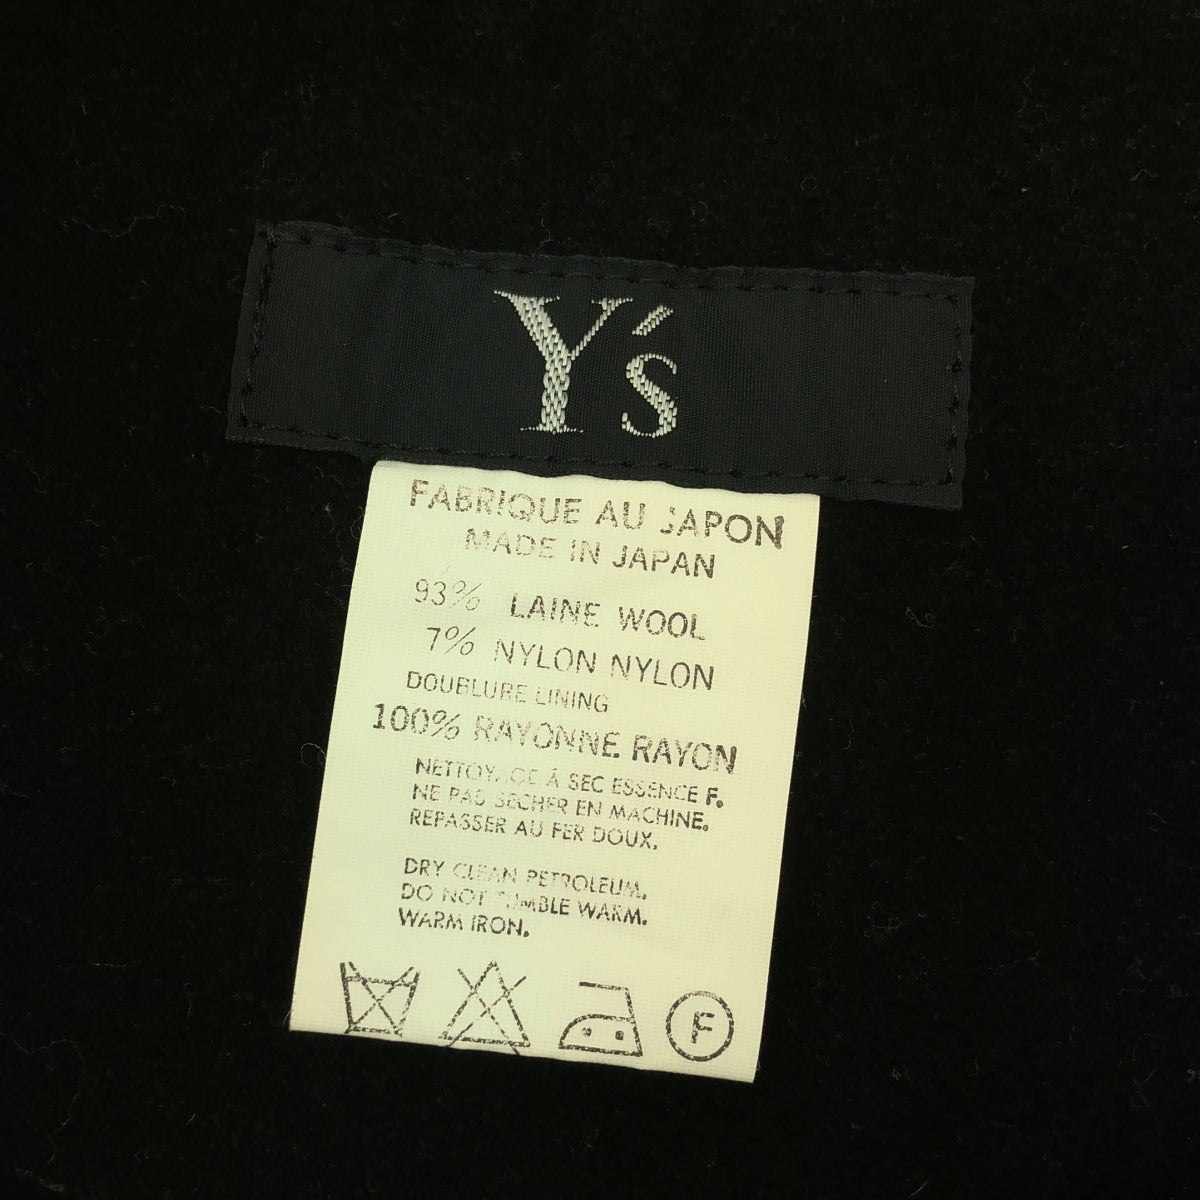 Y's
FABRIQUE AU JAPON
MADE IN JAPAN
93% LAINE WOOL
7% NYLON NYLON
DOUBLURE LINING
100% RAYONNE RAYON
NETTOYAGE À SEC ESSENCE F.
NE PAS SECHER EN MACHINE.
REPASSER AU FER DOUX.
DRY CLEAN PETROLEUM.
DO NOT TUMBLE WARM.
WARM IRON.
F